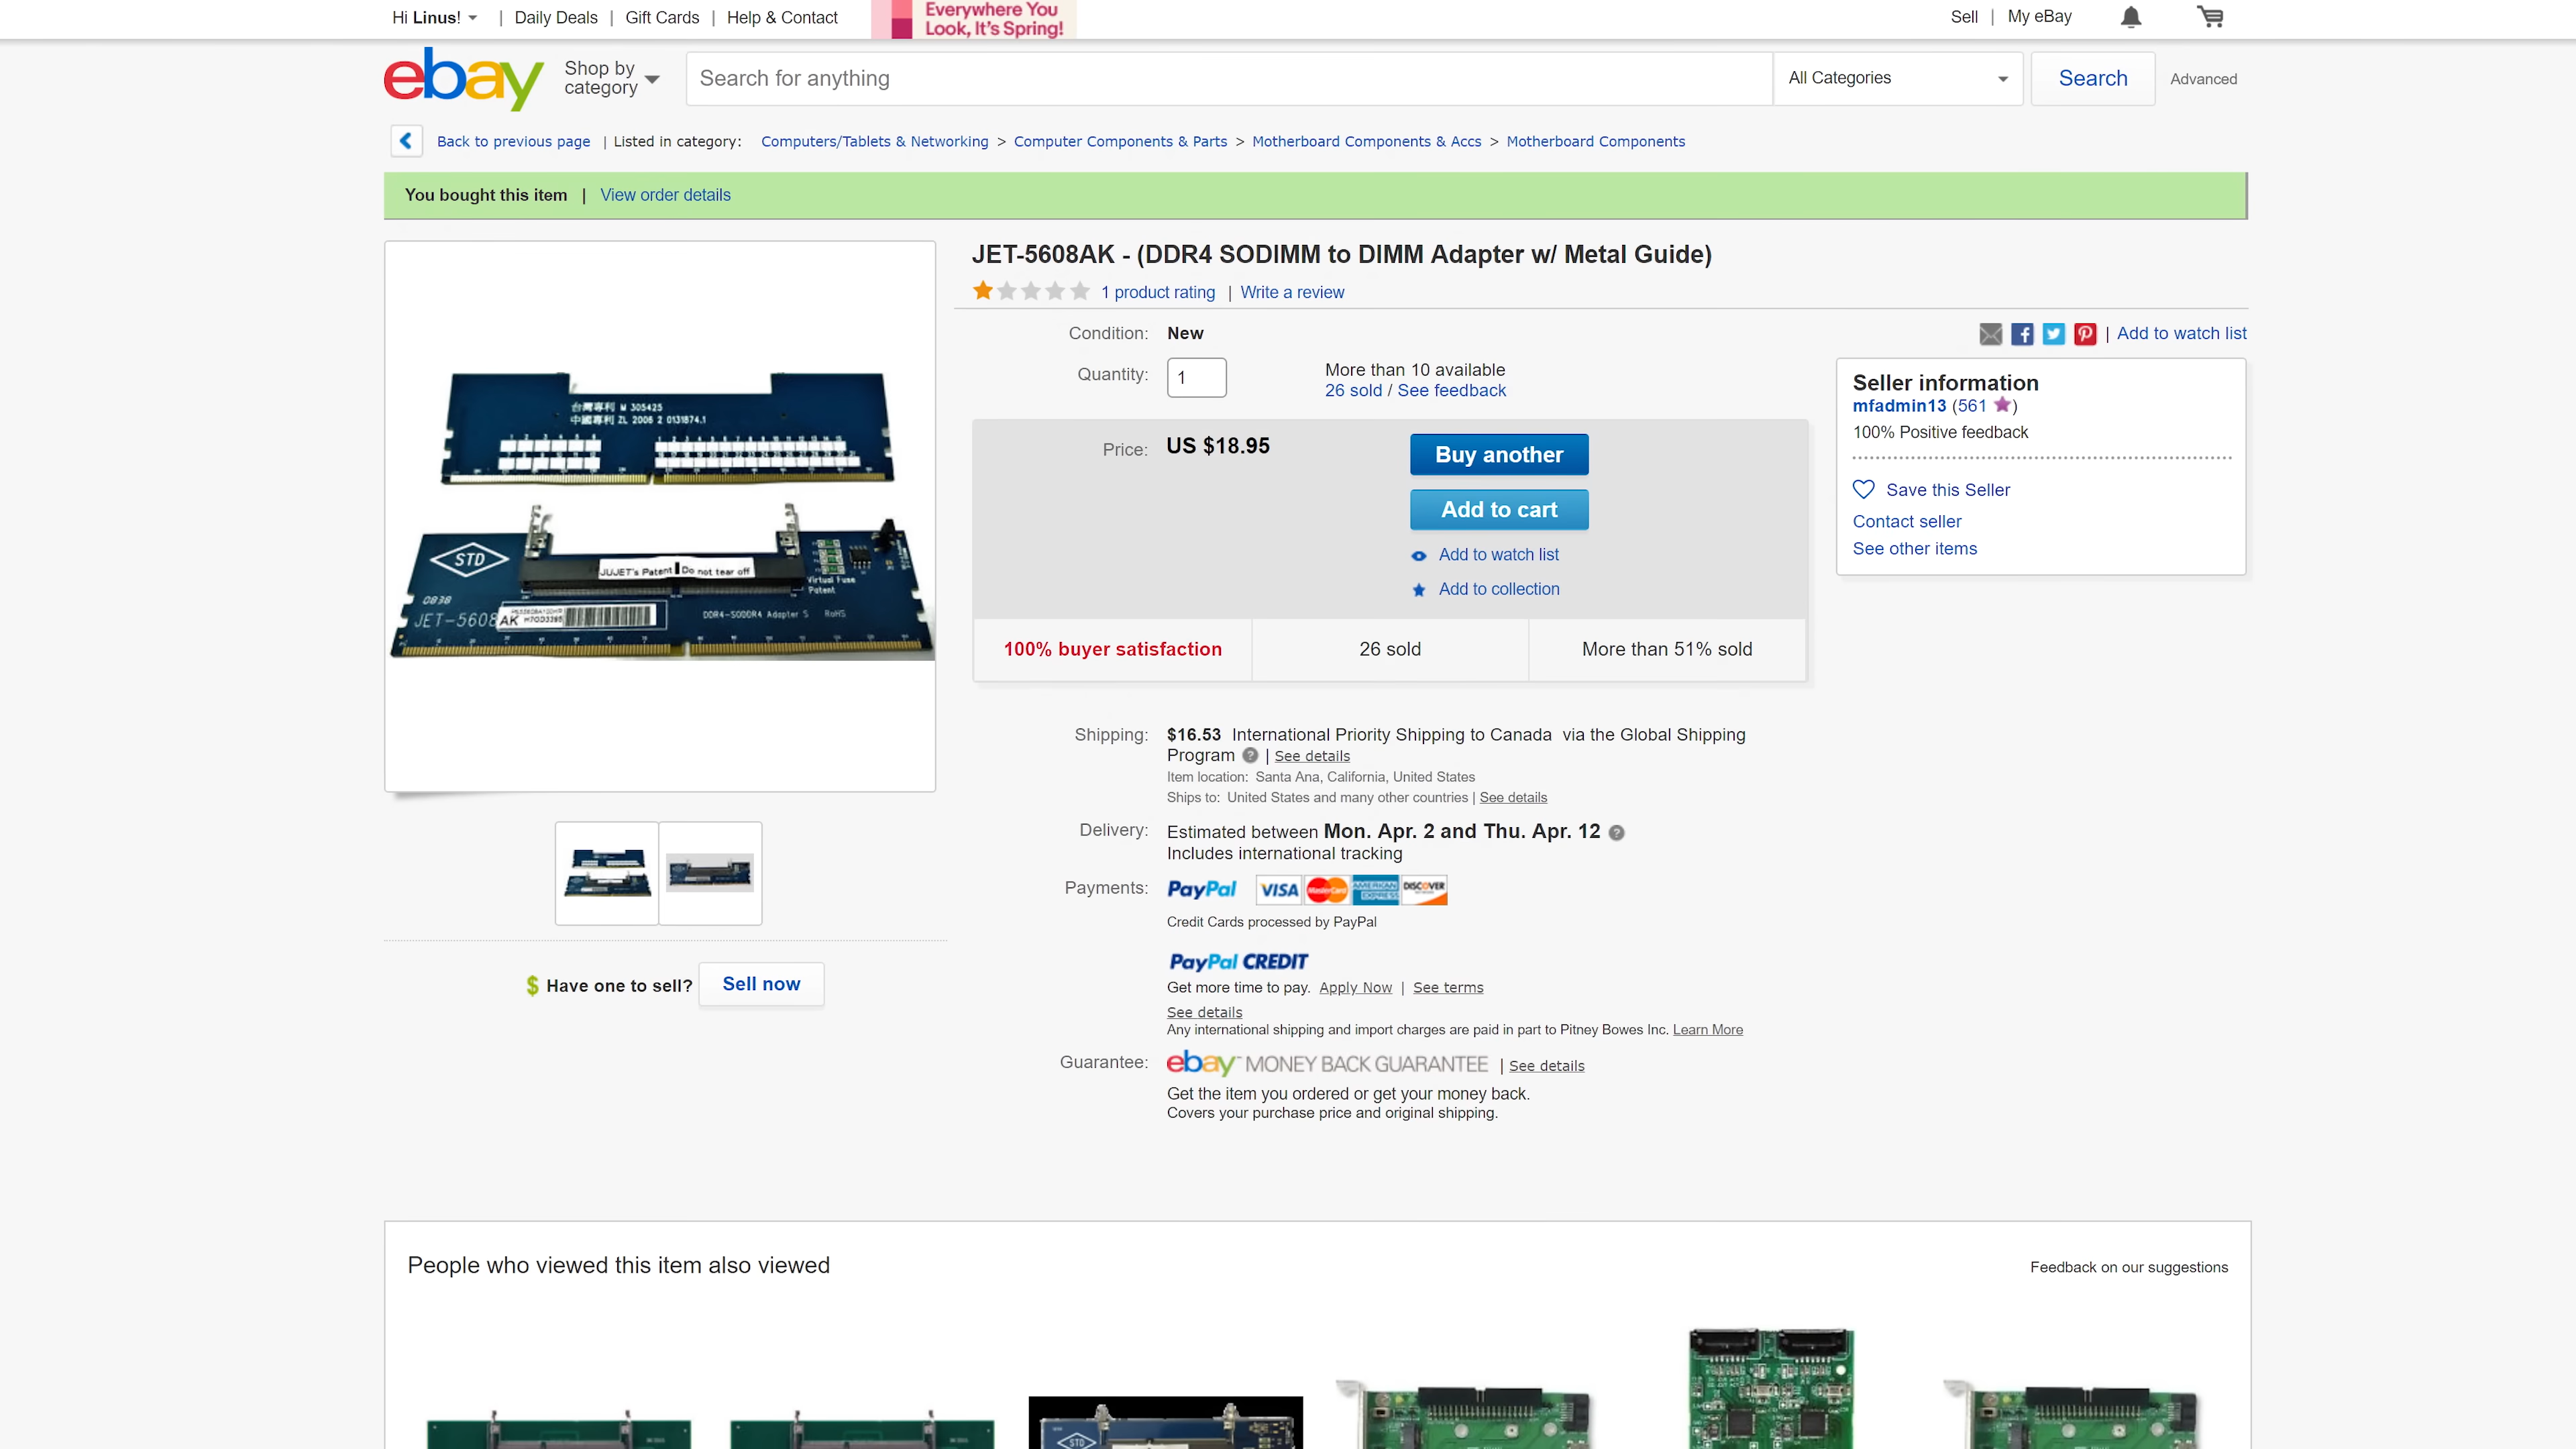 Hi Linus! | Daily Deals | Gift Cards | Help & Contact
Everywhere You
Look, It's Spring!
Sell | My eBay
ebay
Shop by
category
Search for anything
All Categories
Search
Advanced
Back to previous page | Listed in category: Computers/Tablets & Networking > Computer Components & Parts > Motherboard Components & Accs > Motherboard Components
You bought this item | View order details
台灣專利 M 305425
中國專利 ZL 2006 2 0131874.1
STD
JUJET's Patent Do not tear off
Virtual Fuse
Patent
0838
JET-5608
AK
DDR4-SODDR4 Adapter S RoHS
JET-5608AK - (DDR4 SODIMM to DIMM Adapter w/ Metal Guide)
1 product rating | Write a review
Condition: New
Quantity: 1
More than 10 available
26 sold / See feedback
Price: US $18.95
Buy another
Add to cart
Add to watch list
Add to collection
100% buyer satisfaction
26 sold
More than 51% sold
| Add to watch list
Seller information
mfadmin13 (561)
100% Positive feedback
Save this Seller
Contact seller
See other items
Shipping: $16.53 International Priority Shipping to Canada via the Global Shipping
Program | See details
Item location: Santa Ana, California, United States
Ships to: United States and many other countries | See details
Delivery: Estimated between Mon. Apr. 2 and Thu. Apr. 12
Includes international tracking
Payments: PayPal VISA MasterCard AMERICAN EXPRESS DISCOVER
Credit Cards processed by PayPal
PayPal CREDIT
Get more time to pay. Apply Now | See terms
See details
Any international shipping and import charges are paid in part to Pitney Bowes Inc. Learn More
Guarantee: ebay MONEY BACK GUARANTEE | See details
Get the item you ordered or get your money back.
Covers your purchase price and original shipping.
$ Have one to sell? Sell now
People who viewed this item also viewed
Feedback on our suggestions
STD